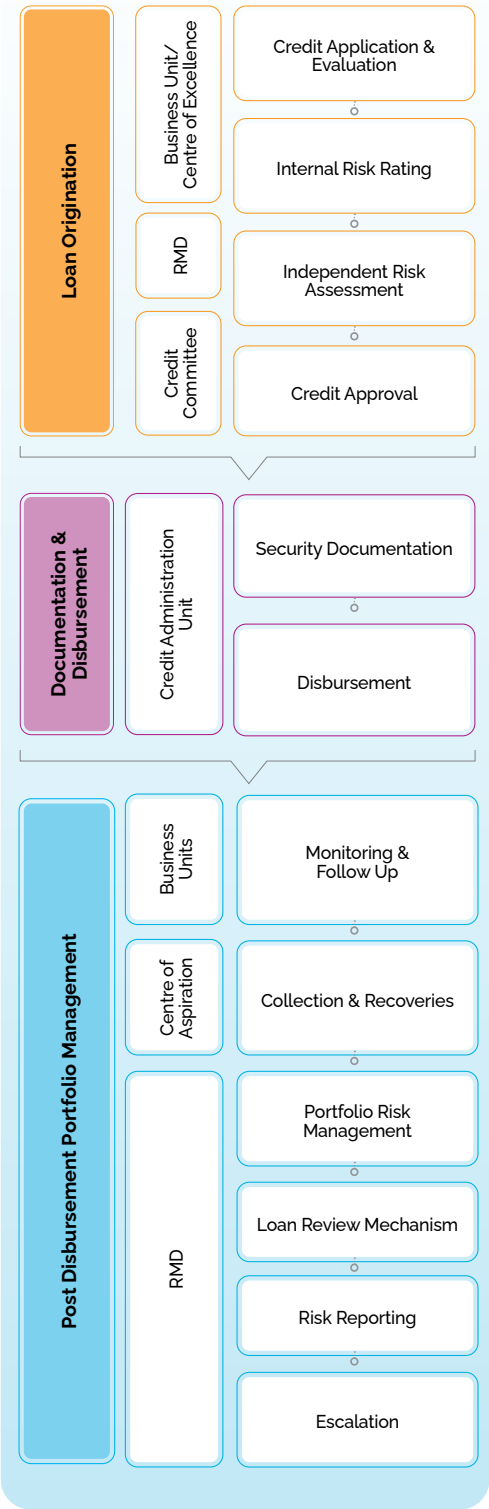 Loan Origination
Business Unit/
Centre of Excellence
Credit Application &
Evaluation
Internal Risk Rating
RMD
Independent Risk
Assessment
Credit
Committee
Credit Approval
Documentation &
Disbursement
Credit Administration
Unit
Security Documentation
Disbursement
Post Disbursement Portfolio Management
Business
Units
Monitoring &
Follow Up
Centre of
Aspiration
Collection & Recoveries
RMD
Portfolio Risk
Management
Loan Review Mechanism
Risk Reporting
Escalation